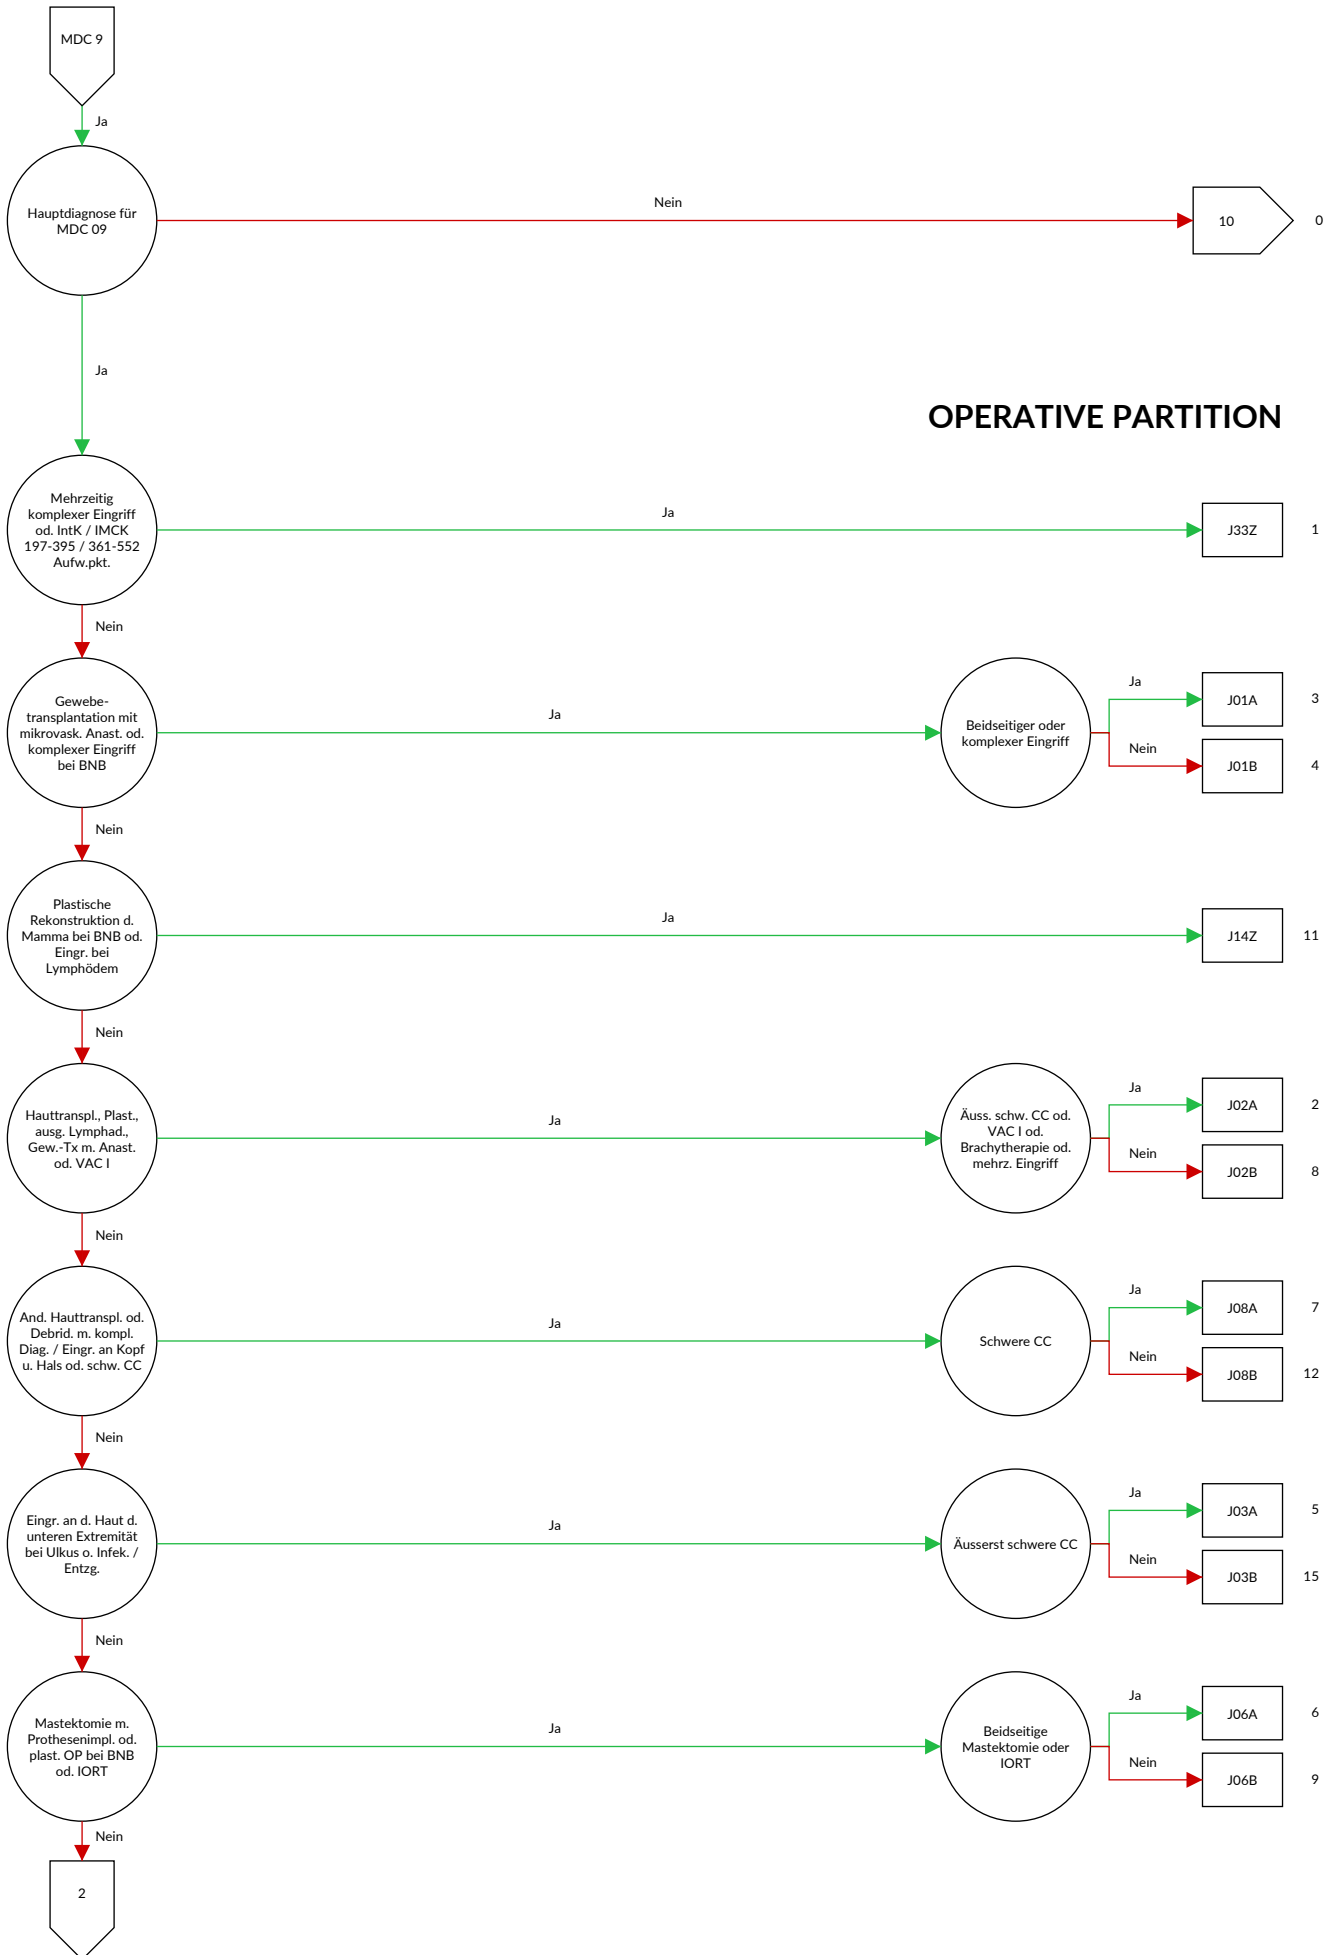 MDC 9
Ja
Hauptdiagnose für
MDC 09
Nein
10
0
Ja
OPERATIVE PARTITION
Mehrzeitig
komplexer Eingriff
od. IntK / IMCK
197-395 / 361-552
Aufw.pkt.
Ja
J33Z
1
Nein
Gewebe-
transplantation mit
mikrovask. Anast. od.
komplexer Eingriff
bei BNB
Ja
Beidseitiger oder
komplexer Eingriff
Ja
J01A
3
Nein
J01B
4
Nein
Plastische
Rekonstruktion d.
Mamma bei BNB od.
Eingr. bei
Lymphödem
Ja
J14Z
11
Nein
Hauttranspl., Plast.,
ausg. Lymphad.,
Gew.-Tx m. Anast.
od. VAC I
Ja
Äuss. schw. CC od.
VAC I od.
Brachytherapie od.
mehrz. Eingriff
Ja
J02A
2
Nein
J02B
8
Nein
And. Hauttranspl. od.
Debrid. m. kompl.
Diag. / Eingr. an Kopf
u. Hals od. schw. CC
Ja
Schwere CC
Ja
J08A
7
Nein
J08B
12
Nein
Eingr. an d. Haut d.
unteren Extremität
bei Ulkus o. Infek. /
Entzg.
Ja
Äusserst schwere CC
Ja
J03A
5
Nein
J03B
15
Nein
Mastektomie m.
Prothesenimpl. od.
plast. OP bei BNB
od. IORT
Ja
Beidseitige
Mastektomie oder
IORT
Ja
J06A
6
Nein
J06B
9
Nein
2